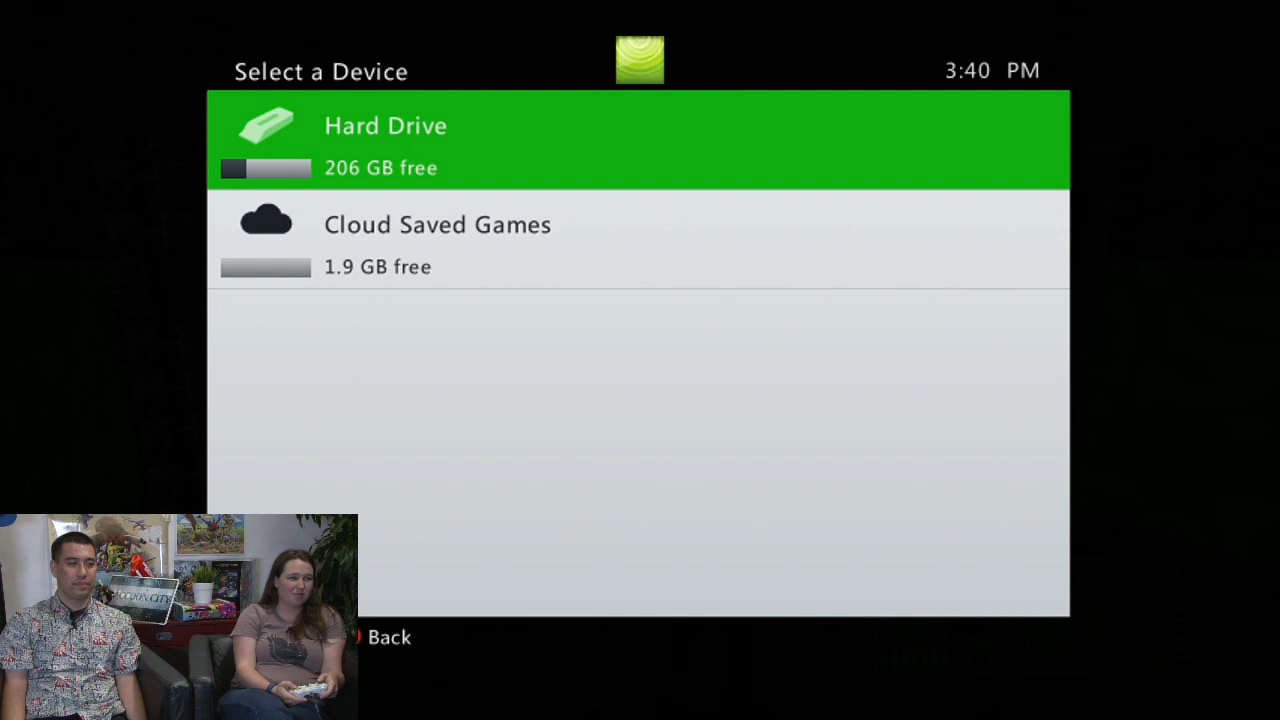 Select a Device
3:40 PM
Hard Drive
206 GB free
Cloud Saved Games
1.9 GB free
Back